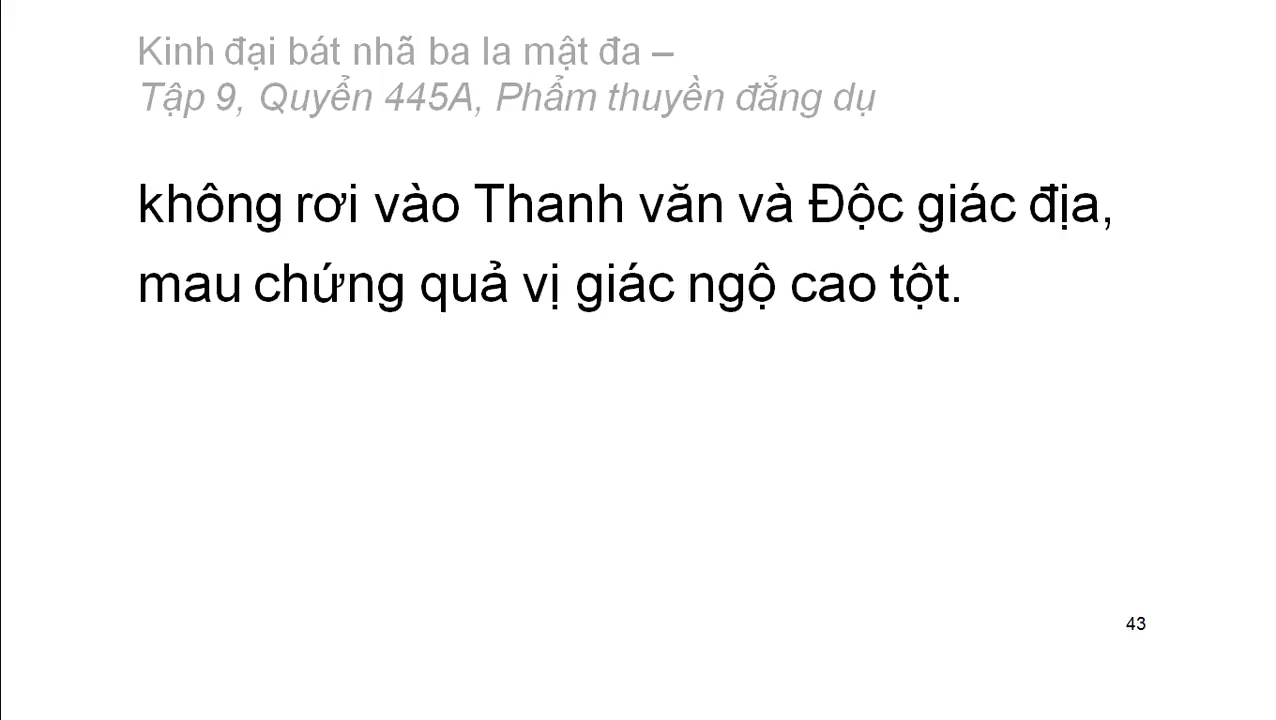 Kinh đại bát nhã ba la mật đa –
Tập 9, Quyển 445A, Phẩm thuyền đẳng dụ
không rơi vào Thanh văn và Độc giác địa,
mau chứng quả vị giác ngộ cao tột.
43